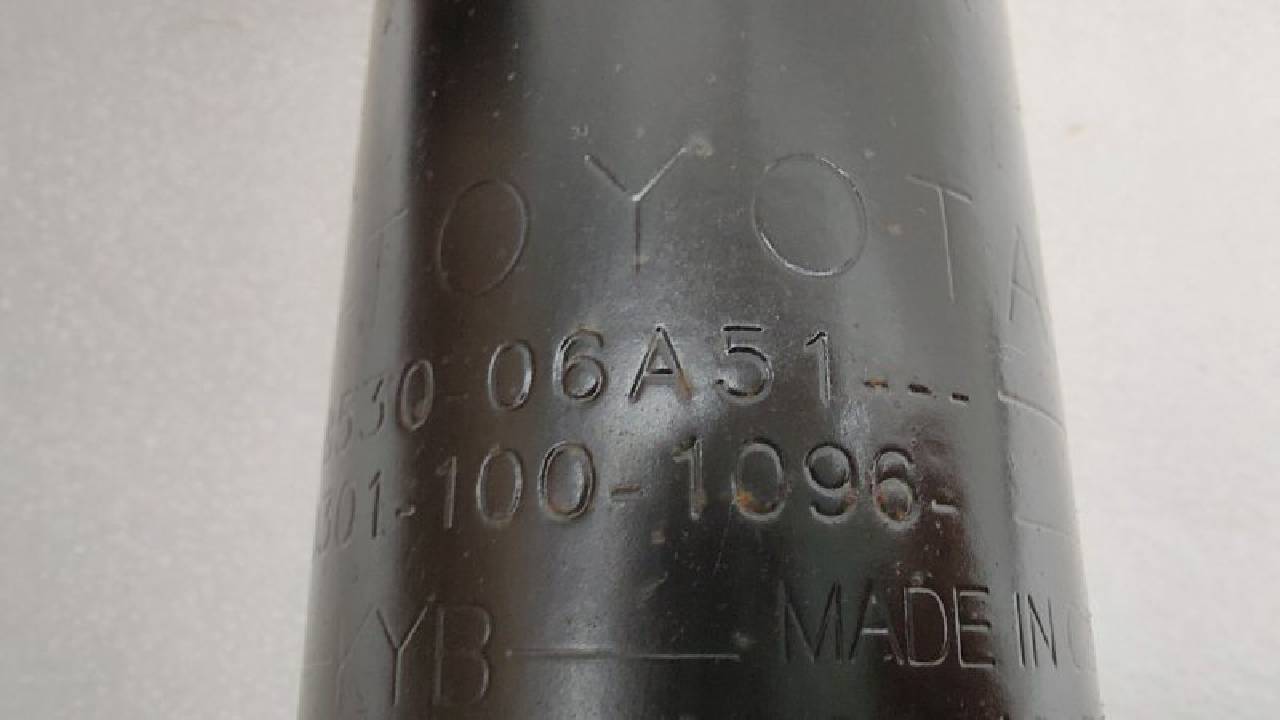 TOYOTA
530-06A51---
301-100-1096-
KYB MADE IN